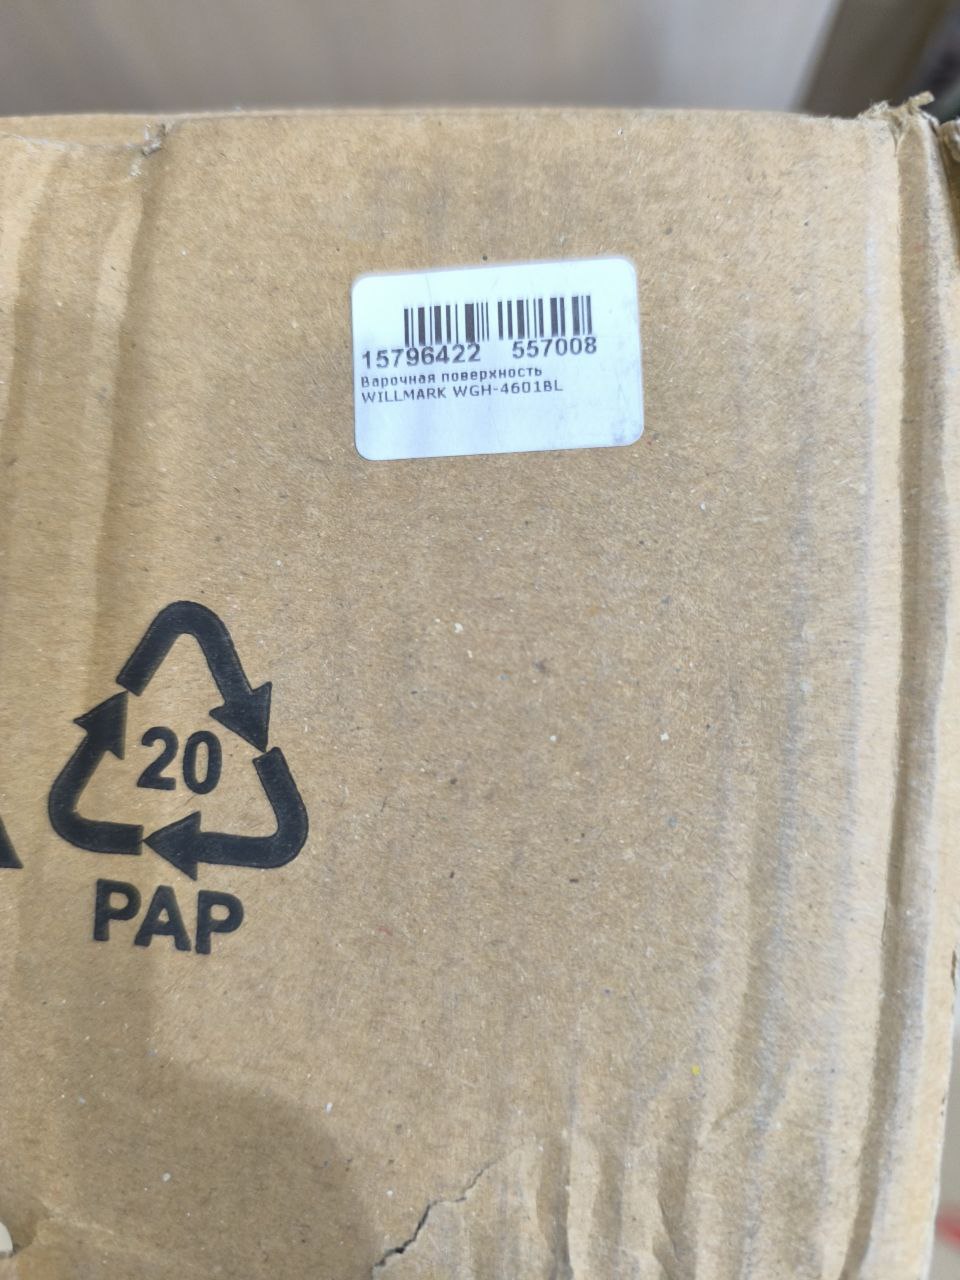 15796422 557008
Варочная поверхность
WILLMARK WGH-4601BL
20
PAP